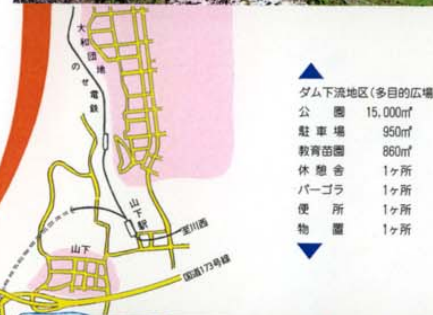 大和団地
のせ電鉄
山下駅
至川西
山下
国道173号線
ダム下流地区(多目的広場
公園 15,000㎡
駐車場 950㎡
教育苗園 860㎡
休憩舎 1ヶ所
パーゴラ 1ヶ所
便所 1ヶ所
物置 1ヶ所